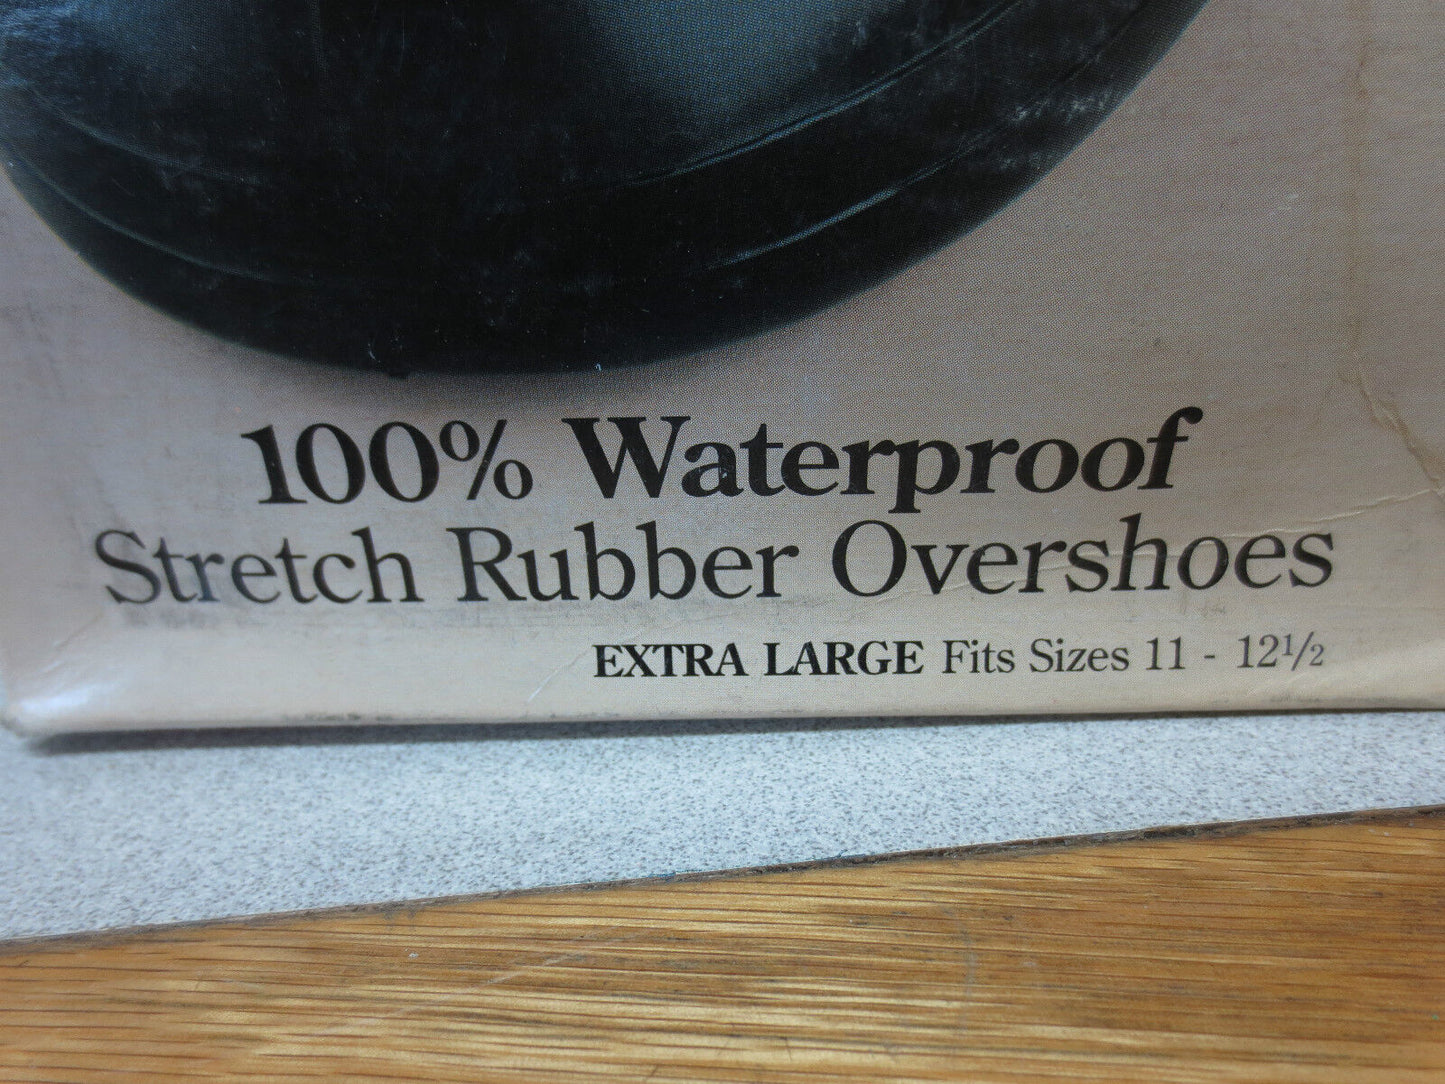 100% Waterproof
Stretch Rubber Overshoes
EXTRA LARGE Fits Sizes 11 - 12½